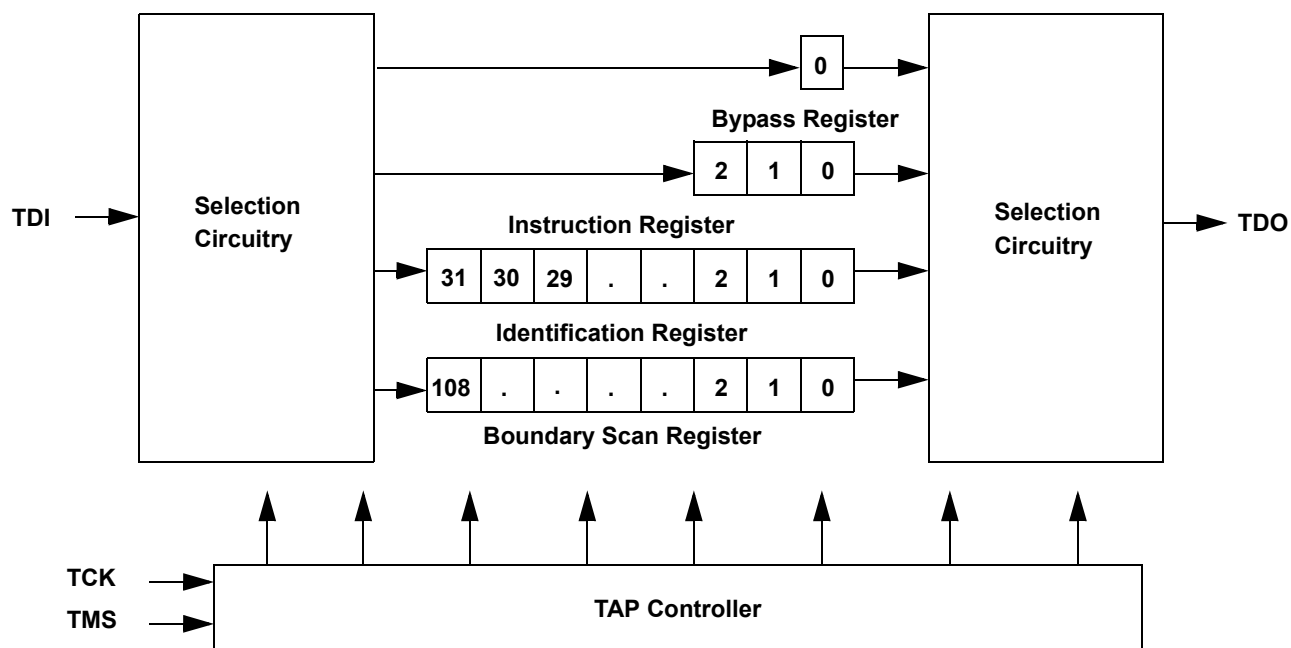 0
Bypass Register
2 1 0
TDI
Selection
Circuitry
Selection
Circuitry
TDO
Instruction Register
31 30 29 . . 2 1 0
Identification Register
108 . . . . 2 1 0
Boundary Scan Register
TCK
TMS
TAP Controller